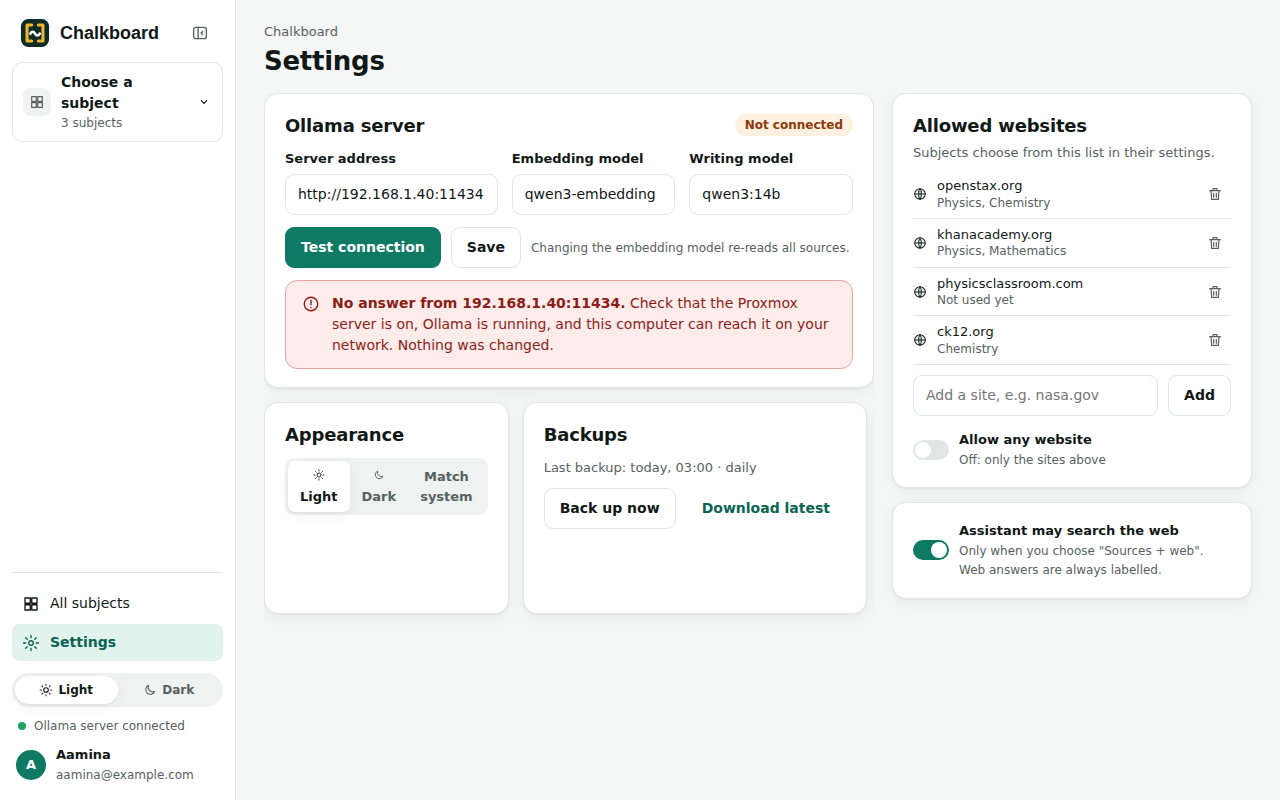 Chalkboard
Choose a
subject
3 subjects
All subjects
Settings
Light
Dark
Ollama server connected
A
Aamina
aamina@example.com
Chalkboard
Settings
Ollama server
Not connected
Server address
Embedding model
Writing model
http://192.168.1.40:11434
qwen3-embedding
qwen3:14b
Test connection
Save
Changing the embedding model re-reads all sources.
No answer from 192.168.1.40:11434. Check that the Proxmox
server is on, Ollama is running, and this computer can reach it on your
network. Nothing was changed.
Appearance
Light
Dark
Match
system
Backups
Last backup: today, 03:00 · daily
Back up now
Download latest
Allowed websites
Subjects choose from this list in their settings.
openstax.org
Physics, Chemistry
khanacademy.org
Physics, Mathematics
physicsclassroom.com
Not used yet
ck12.org
Chemistry
Add a site, e.g. nasa.gov
Add
Allow any website
Off: only the sites above
Assistant may search the web
Only when you choose "Sources + web".
Web answers are always labelled.